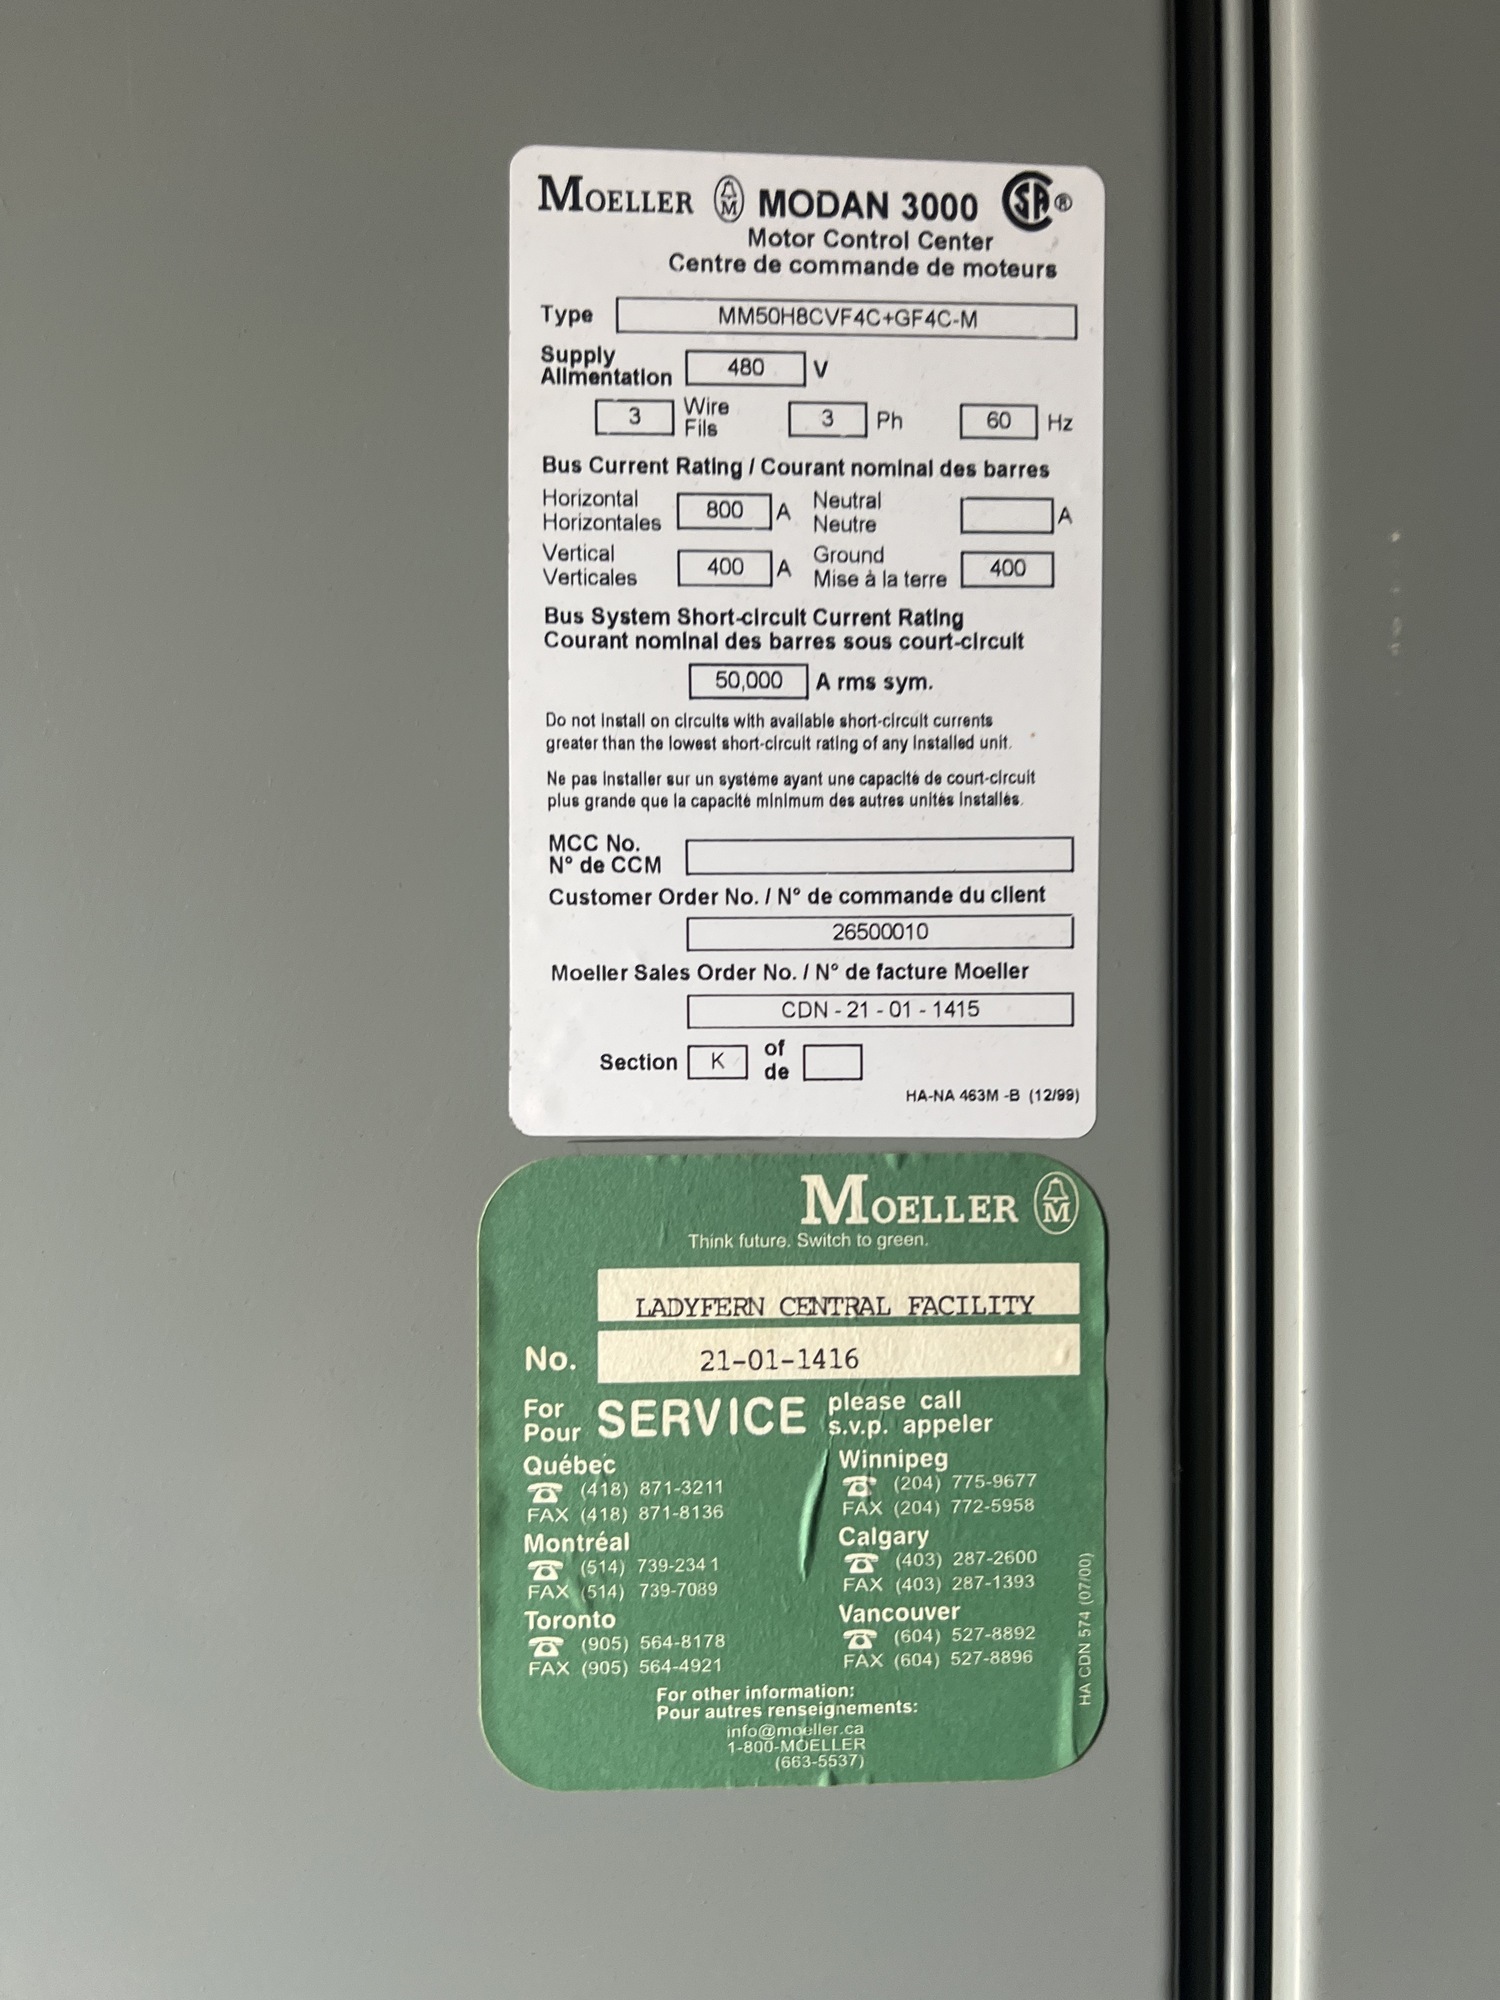 MOELLER MODAN 3000 ®
Motor Control Center
Centre de commande de moteurs
Type MM50H8CVF4C+GF4C-M
Supply
Alimentation 480 V
3 Wire
Fils 3 Ph 60 Hz
Bus Current Rating / Courant nominal des barres
Horizontal
Horizontales 800 A Neutral
Neutre A
Vertical
Verticales 400 A Ground
Mise à la terre 400
Bus System Short-circuit Current Rating
Courant nominal des barres sous court-circuit
50,000 A rms sym.
Do not install on circuits with available short-circuit currents
greater than the lowest short-circuit rating of any installed unit.
Ne pas installer sur un système ayant une capacité de court-circuit
plus grande que la capacité minimum des autres unités installés.
MCC No.
N° de CCM
Customer Order No. / N° de commande du client
26500010
Moeller Sales Order No. / N° de facture Moeller
CDN - 21 - 01 - 1415
Section K of
de
HA-NA 463M -B (12/99)
MOELLER M
Think future. Switch to green.
LADYFERN CENTRAL FACILITY
No. 21-01-1416
For
Pour SERVICE please call
s.v.p. appeler
Québec
(418) 871-3211
FAX (418) 871-8136
Montréal
(514) 739-2341
FAX (514) 739-7089
Toronto
(905) 564-8178
FAX (905) 564-4921
Winnipeg
(204) 775-9677
FAX (204) 772-5958
Calgary
(403) 287-2600
FAX (403) 287-1393
Vancouver
(604) 527-8892
FAX (604) 527-8896
For other information:
Pour autres renseignements:
info@moeller.ca
1-800-MOELLER
(663-5537)
HA CDN 574 (07/00)